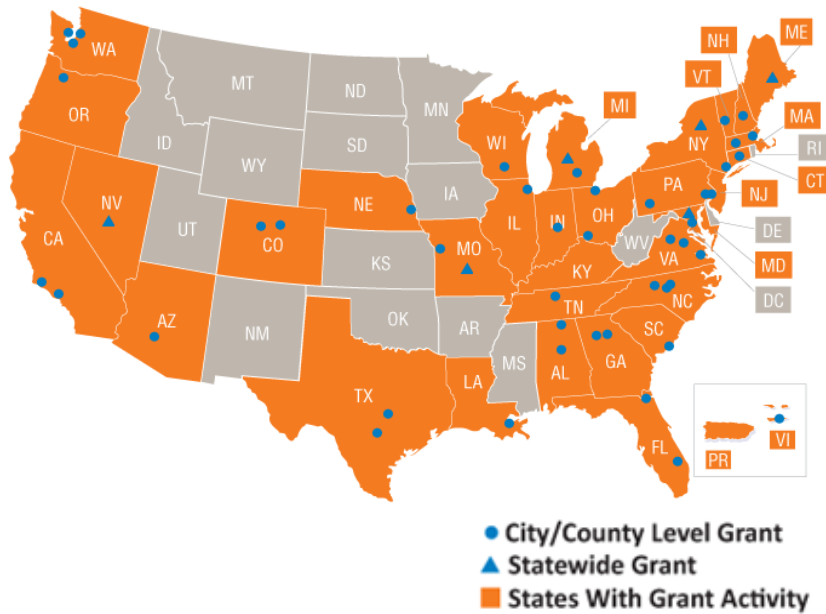 ME
NH
VT
WA
MT
ND
MN
OR
ID
SD
WI
MI
NY
MA
RI
CT
WY
IA
PA
NJ
NE
NV
UT
CO
IL
IN
OH
DE
MD
DC
CA
KS
MO
WV
VA
KY
AZ
NM
OK
AR
TN
NC
SC
MS
AL
GA
TX
LA
FL
PR
VI
City/County Level Grant
Statewide Grant
States With Grant Activity